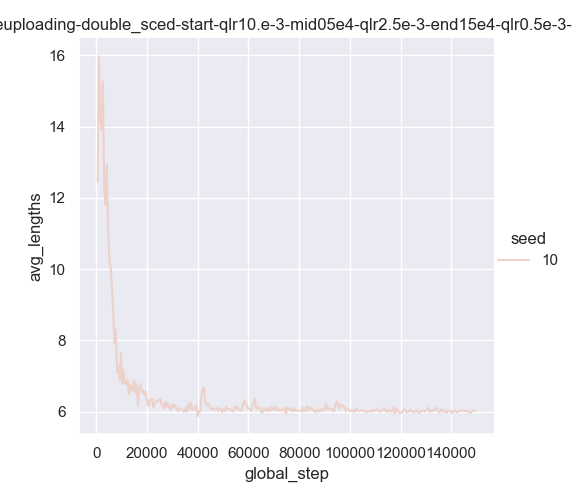 euploading-double_sced-start-qlr10.e-3-mid05e4-qlr2.5e-3-end15e4-qlr0.5e-3-
16
14
12
10
8
6
avg_lengths
seed
10
0 20000 40000 60000 80000 100000 120000 140000
global_step